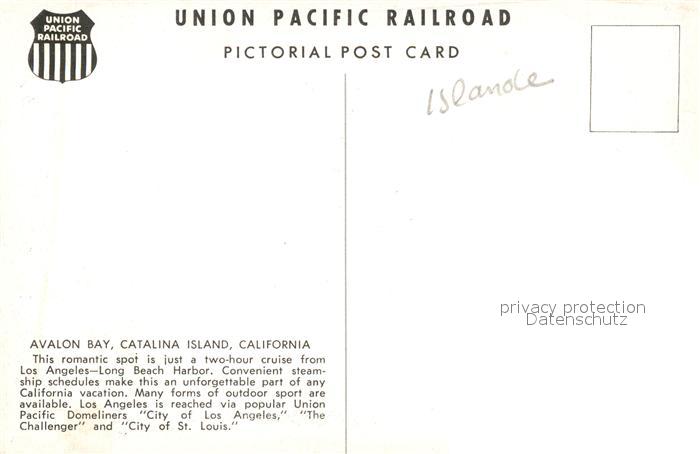 UNION
PACIFIC
RAILROAD
UNION PACIFIC RAILROAD
PICTORIAL POST CARD
Islande
privacy protection
Datenschutz
AVALON BAY, CATALINA ISLAND, CALIFORNIA
This romantic spot is just a two-hour cruise from
Los Angeles—Long Beach Harbor. Convenient steam-
ship schedules make this an unforgettable part of any
California vacation. Many forms of outdoor sport are
available. Los Angeles is reached via popular Union
Pacific Domeliners "City of Los Angeles," "The
Challenger" and "City of St. Louis."